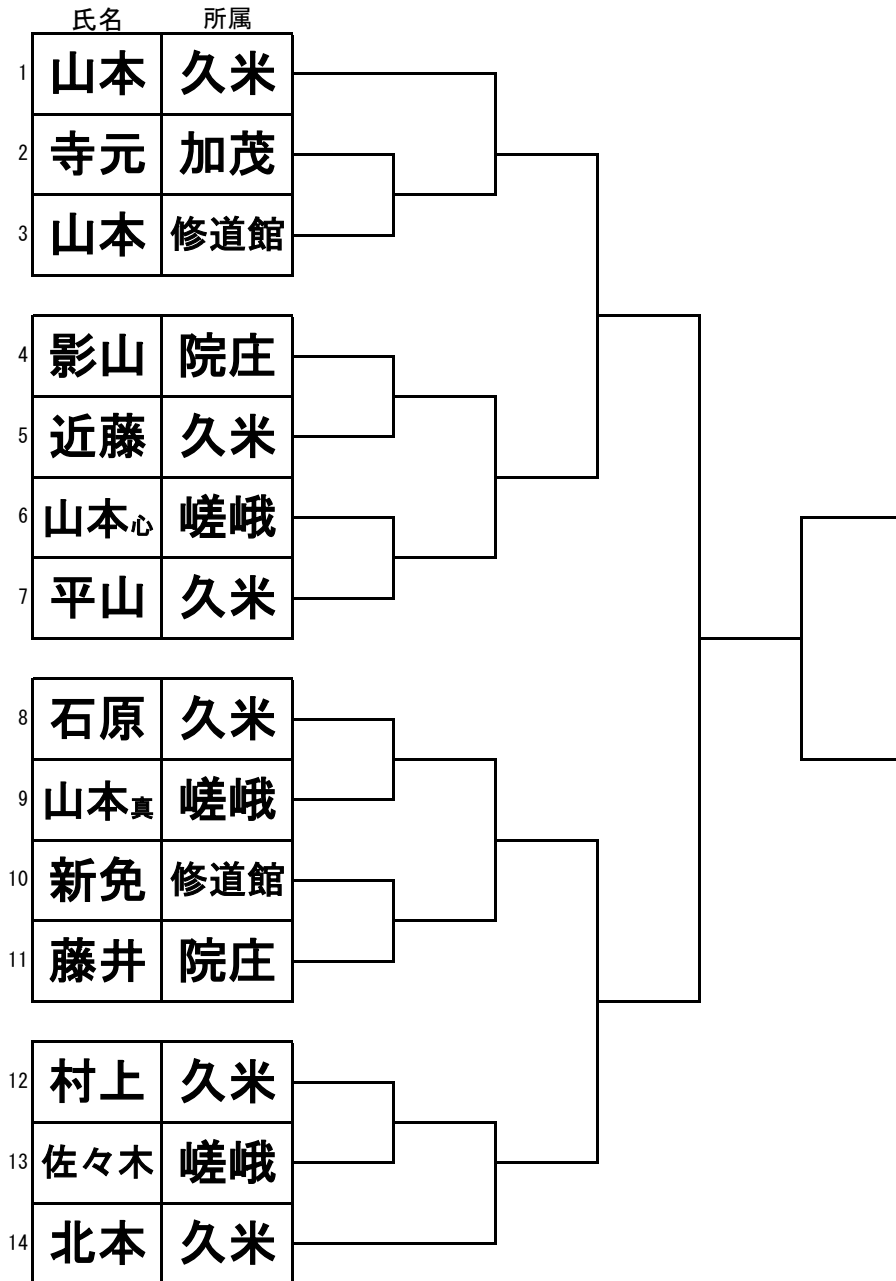 氏名 所属
1 山本 久米
2 寺元 加茂
3 山本 修道館
4 影山 院庄
5 近藤 久米
6 山本心 嵯峨
7 平山 久米
8 石原 久米
9 山本真 嵯峨
10 新免 修道館
11 藤井 院庄
12 村上 久米
13 佐々木 嵯峨
14 北本 久米